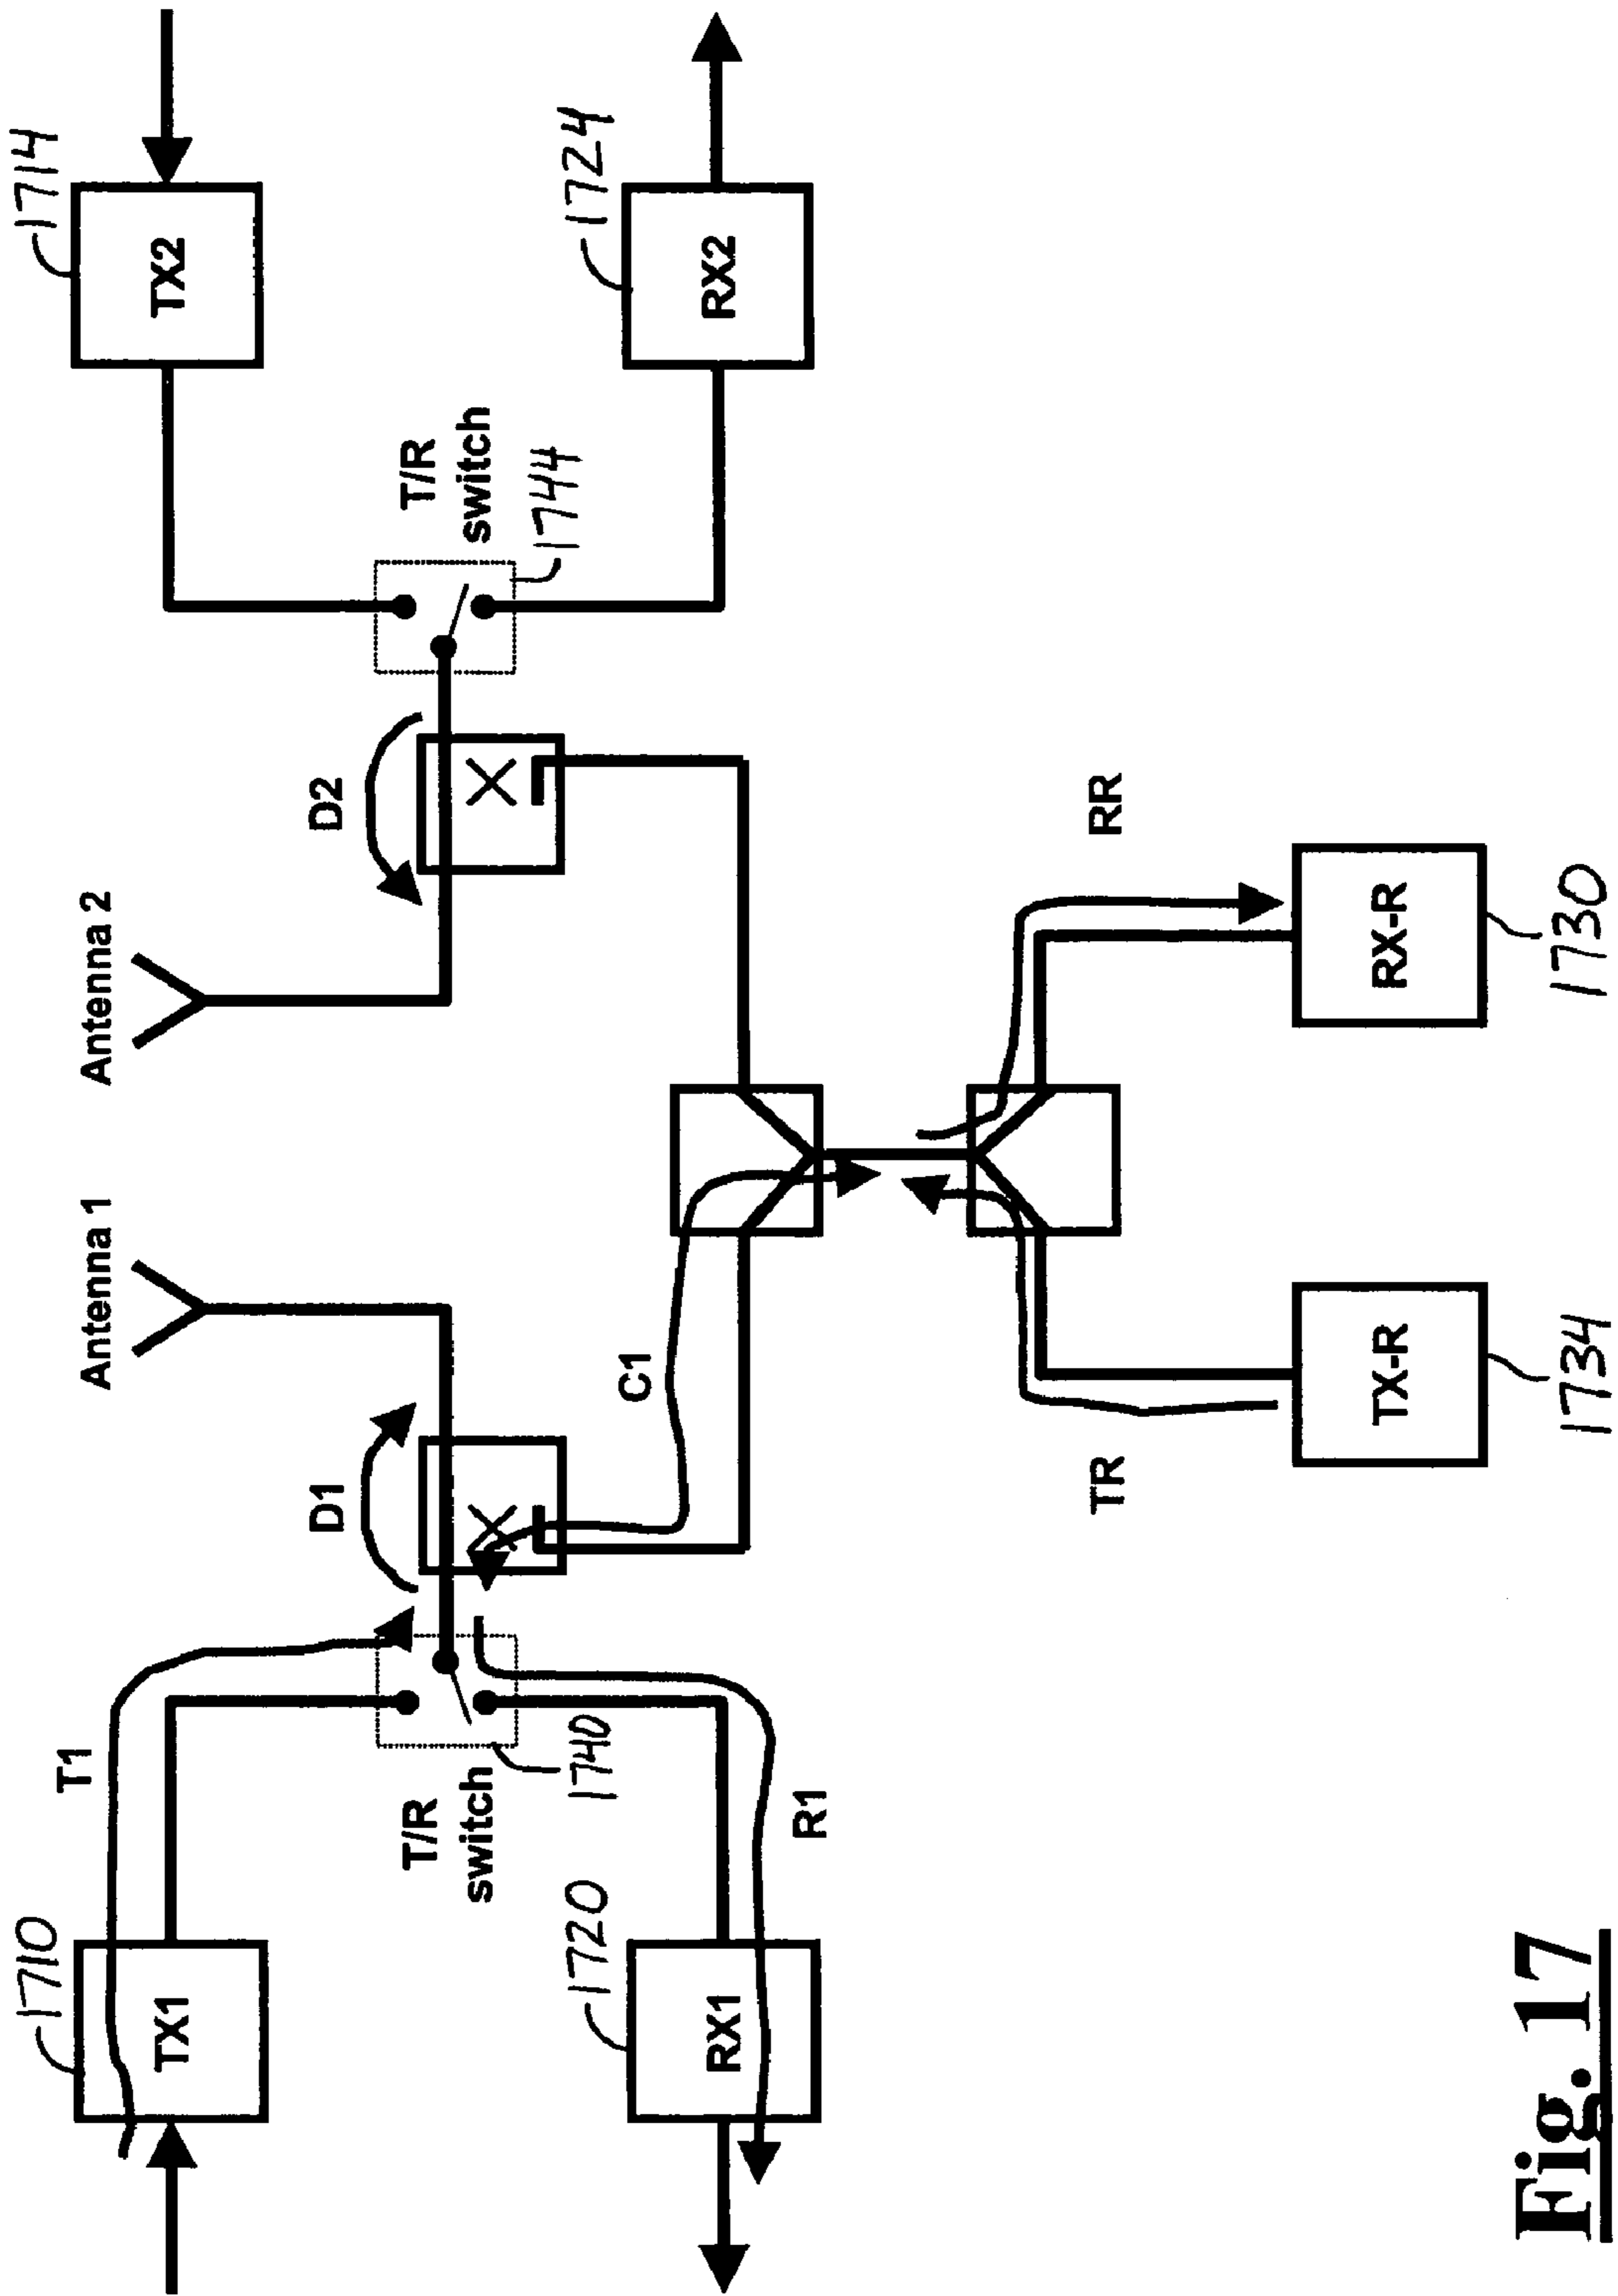 Antenna 1
Antenna 2
1710
TX1
T1
D1
D2
1714
TX2
T/R
switch
1740
T/R
switch
1744
1720
RX1
R1
C1
1724
RX2
TR
RR
TX-R
1734
RX-R
1730
Fig. 17